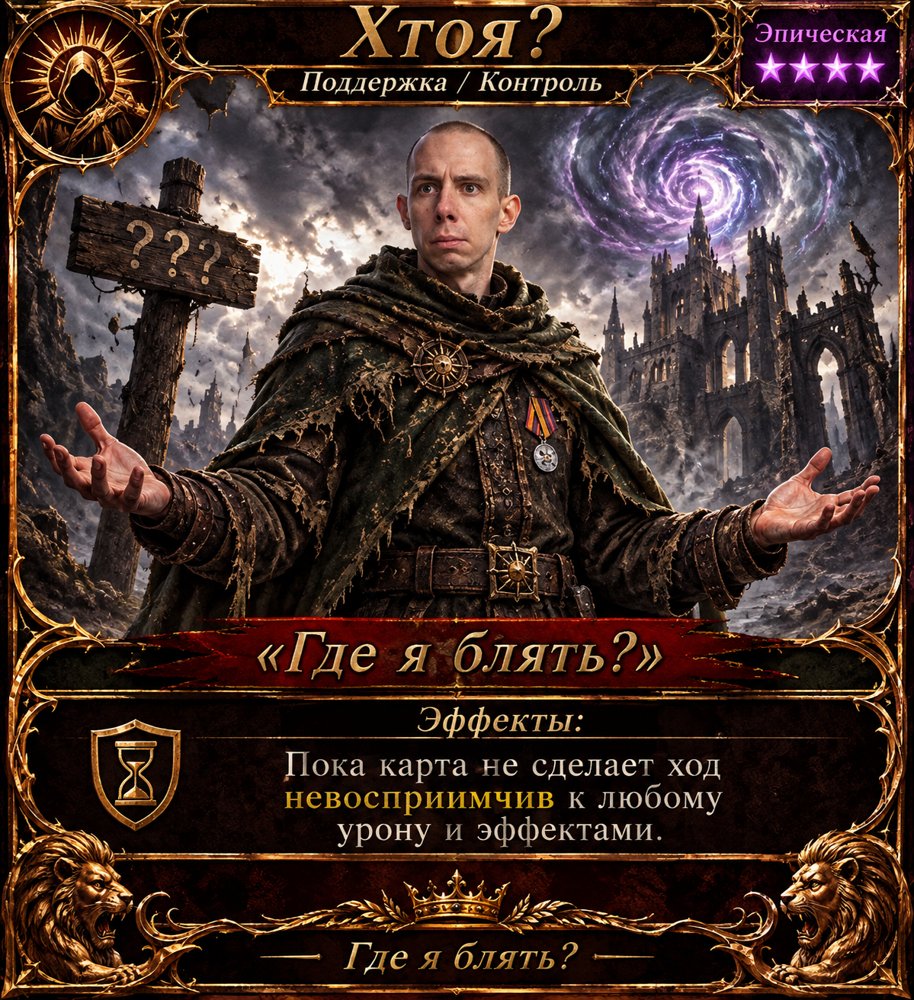 Хтоя?
Эпическая
Поддержка / Контроль
???
«Где я блять?»
Эффекты:
Пока карта не сделает ход
невосприимчив к любому
урону и эффектами.
Где я блять?